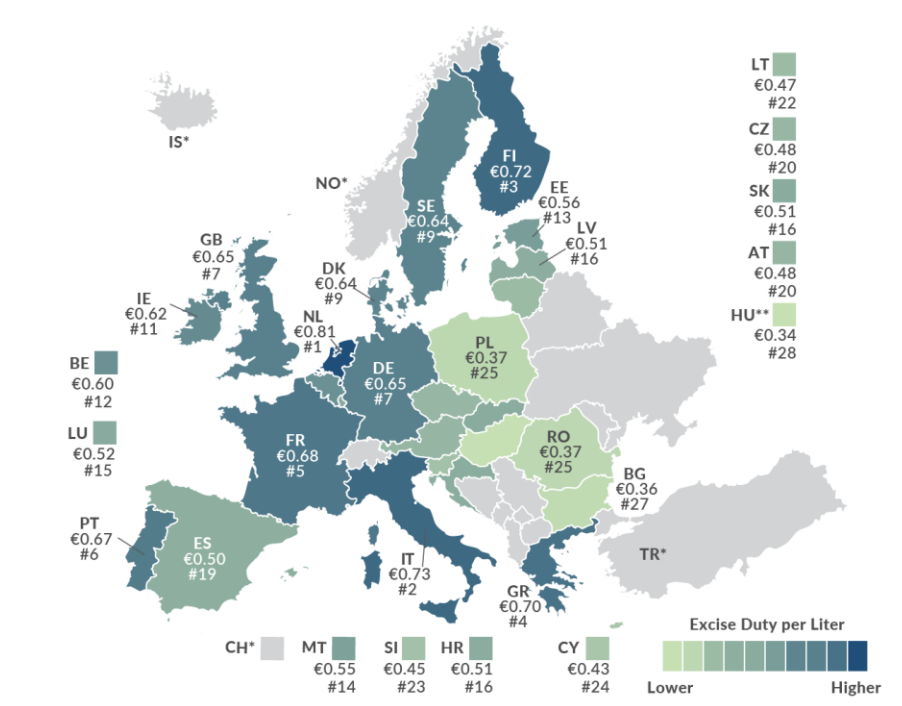 LT
€0.47
#22
CZ
€0.48
#20
SK
€0.51
#16
AT
€0.48
#20
HU**
€0.34
#28
IS*
NO*
FI
€0.72
#3
EE
€0.56
#13
SE
€0.64
#9
LV
€0.51
#16
GB
€0.65
#7
DK
€0.64
#9
IE
€0.62
#11
NL
€0.81
#1
BE
€0.60
#12
PL
€0.37
#25
DE
€0.65
#7
LU
€0.52
#15
FR
€0.68
#5
RO
€0.37
#25
BG
€0.36
#27
PT
€0.67
#6
ES
€0.50
#19
IT
€0.73
#2
GR
€0.70
#4
TR*
CH*
MT
€0.55
#14
SI
€0.45
#23
HR
€0.51
#16
CY
€0.43
#24
Excise Duty per Liter
Lower
Higher